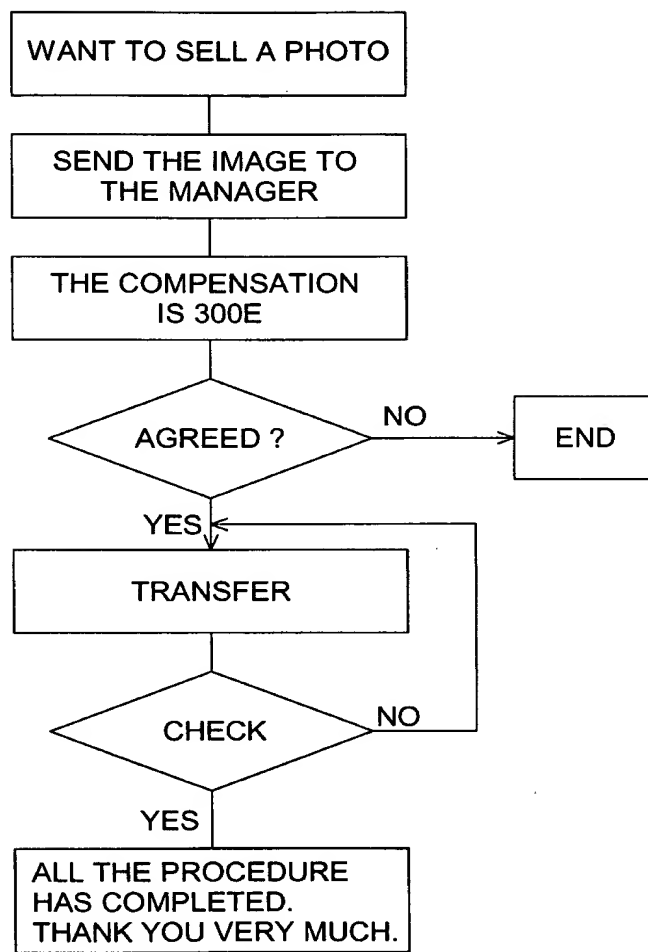 WANT TO SELL A PHOTO
SEND THE IMAGE TO
THE MANAGER
THE COMPENSATION
IS 300E
AGREED ?
NO
END
YES
TRANSFER
CHECK
NO
YES
ALL THE PROCEDURE
HAS COMPLETED.
THANK YOU VERY MUCH.